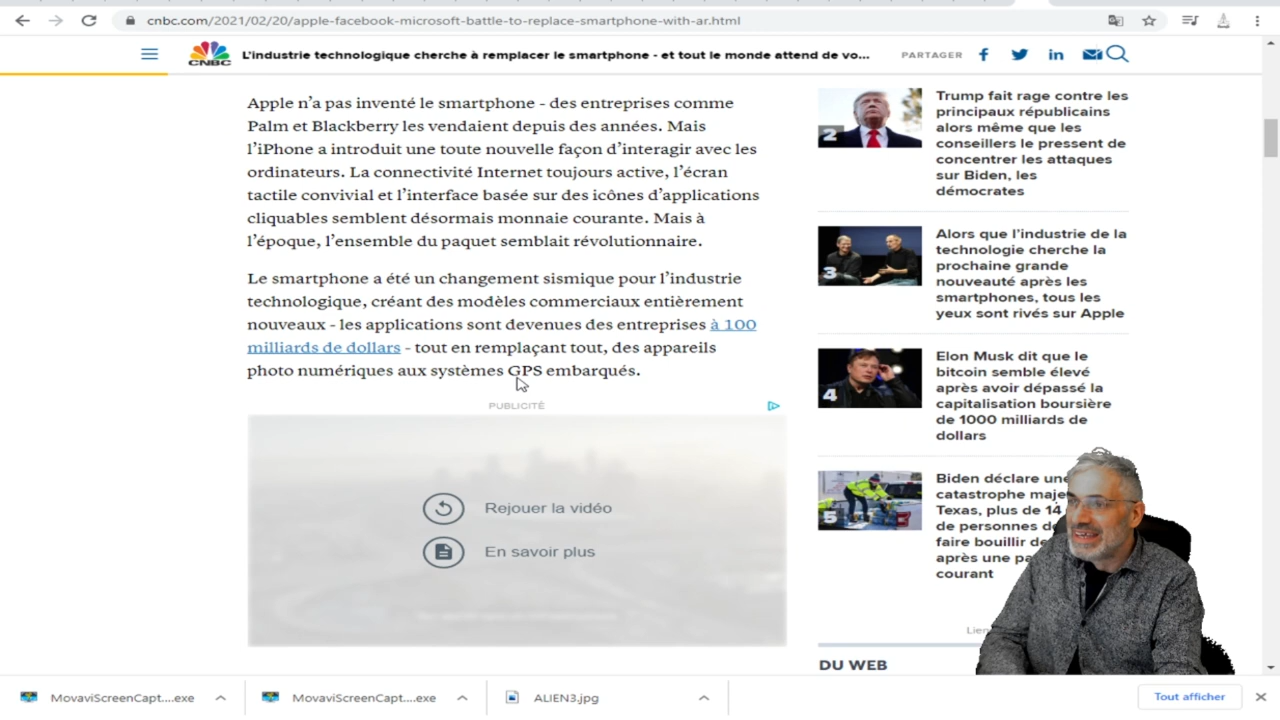 cnbc.com/2021/02/20/apple-facebook-microsoft-battle-to-replace-smartphone-with-ar.html
CNBC
L'industrie technologique cherche à remplacer le smartphone - et tout le monde attend de vo...
PARTAGER
Apple n'a pas inventé le smartphone - des entreprises comme
Palm et Blackberry les vendaient depuis des années. Mais
l'iPhone a introduit une toute nouvelle façon d'interagir avec les
ordinateurs. La connectivité Internet toujours active, l'écran
tactile convivial et l'interface basée sur des icônes d'applications
cliquables semblent désormais monnaie courante. Mais à
l'époque, l'ensemble du paquet semblait révolutionnaire.
Le smartphone a été un changement sismique pour l'industrie
technologique, créant des modèles commerciaux entièrement
nouveaux - les applications sont devenues des entreprises à 100
milliards de dollars - tout en remplaçant tout, des appareils
photo numériques aux systèmes GPS embarqués.
PUBLICITÉ
Rejouer la vidéo
En savoir plus
2
Trump fait rage contre les
principaux républicains
alors même que les
conseillers le pressent de
concentrer les attaques
sur Biden, les
démocrates
3
Alors que l'industrie de la
technologie cherche la
prochaine grande
nouveauté après les
smartphones, tous les
yeux sont rivés sur Apple
4
Elon Musk dit que le
bitcoin semble élevé
après avoir dépassé la
capitalisation boursière
de 1000 milliards de
dollars
5
Biden déclare une
catastrophe maje
Texas, plus de 14
de personnes d
faire bouillir de
après une pa
courant
Lien
DU WEB
MovaviScreenCapt....exe
MovaviScreenCapt....exe
ALIEN3.jpg
Tout afficher